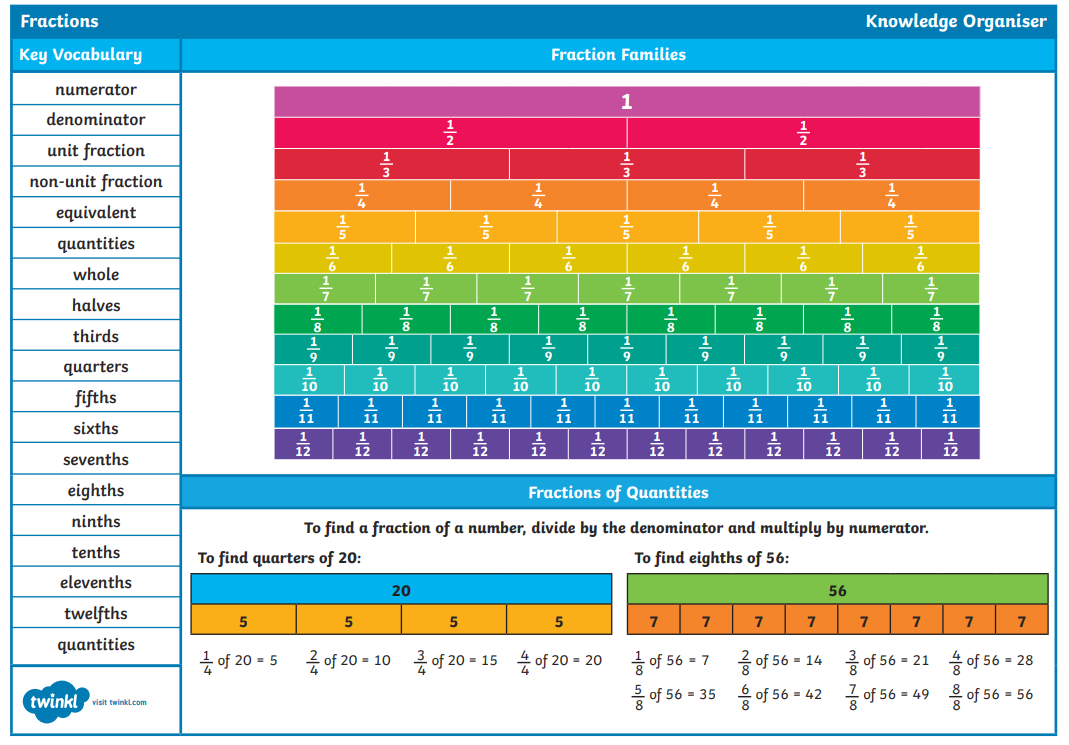 Fractions
Knowledge Organiser
Key Vocabulary
numerator
denominator
unit fraction
non-unit fraction
equivalent
quantities
whole
halves
thirds
quarters
fifths
sixths
sevenths
eighths
ninths
tenths
elevenths
twelfths
quantities
twinkl
visit twinkl.com
Fraction Families
1
1/2 1/2
1/3 1/3 1/3
1/4 1/4 1/4 1/4
1/5 1/5 1/5 1/5 1/5
1/6 1/6 1/6 1/6 1/6 1/6
1/7 1/7 1/7 1/7 1/7 1/7 1/7
1/8 1/8 1/8 1/8 1/8 1/8 1/8 1/8
1/9 1/9 1/9 1/9 1/9 1/9 1/9 1/9 1/9
1/10 1/10 1/10 1/10 1/10 1/10 1/10 1/10 1/10 1/10
1/11 1/11 1/11 1/11 1/11 1/11 1/11 1/11 1/11 1/11 1/11
1/12 1/12 1/12 1/12 1/12 1/12 1/12 1/12 1/12 1/12 1/12 1/12
Fractions of Quantities
To find a fraction of a number, divide by the denominator and multiply by numerator.
To find quarters of 20:
20
5 5 5 5
1/4 of 20 = 5 2/4 of 20 = 10 3/4 of 20 = 15 4/4 of 20 = 20
To find eighths of 56:
56
7 7 7 7 7 7 7 7
1/8 of 56 = 7 2/8 of 56 = 14 3/8 of 56 = 21 4/8 of 56 = 28
5/8 of 56 = 35 6/8 of 56 = 42 7/8 of 56 = 49 8/8 of 56 = 56